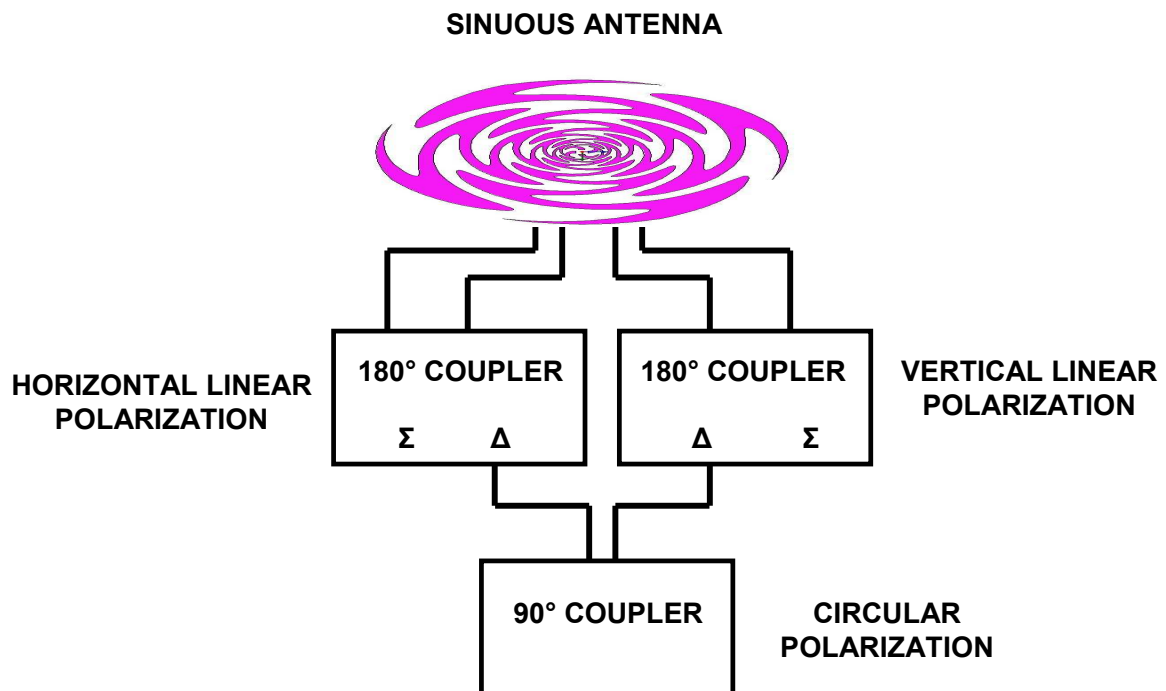 SINUOUS ANTENNA
180° COUPLER
180° COUPLER
HORIZONTAL LINEAR
POLARIZATION
VERTICAL LINEAR
POLARIZATION
Σ Δ
Δ Σ
90° COUPLER
CIRCULAR
POLARIZATION